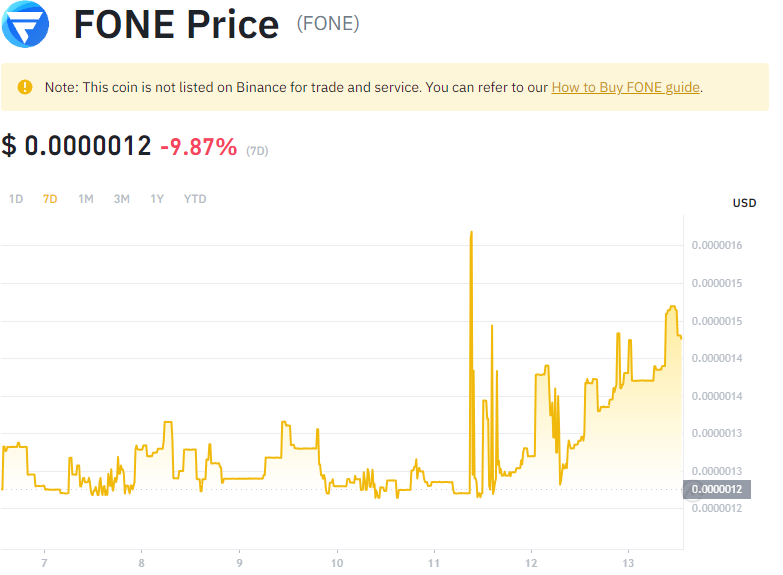 FONE Price (FONE)
Note: This coin is not listed on Binance for trade and service. You can refer to our How to Buy FONE guide.
$ 0.0000012 -9.87% (7D)
1D 7D 1M 3M 1Y YTD
USD
0.0000016
0.0000015
0.0000015
0.0000014
0.0000014
0.0000013
0.0000013
0.0000012
0.0000012
7 8 9 10 11 12 13